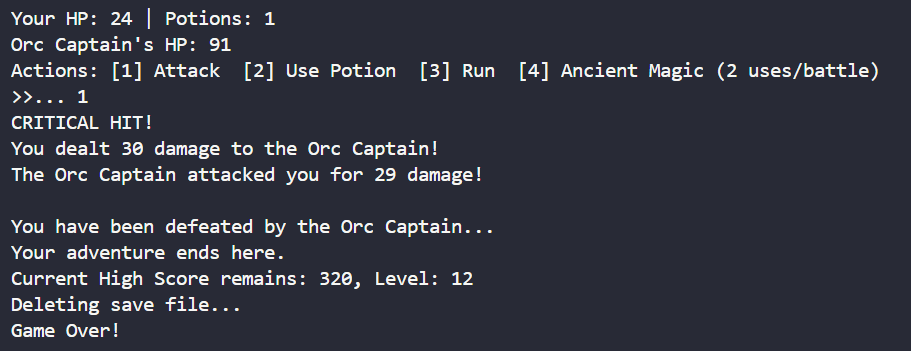 Your HP: 24 | Potions: 1
Orc Captain's HP: 91
Actions: [1] Attack  [2] Use Potion  [3] Run  [4] Ancient Magic (2 uses/battle)
>>... 1
CRITICAL HIT!
You dealt 30 damage to the Orc Captain!
The Orc Captain attacked you for 29 damage!
You have been defeated by the Orc Captain...
Your adventure ends here.
Current High Score remains: 320, Level: 12
Deleting save file...
Game Over!